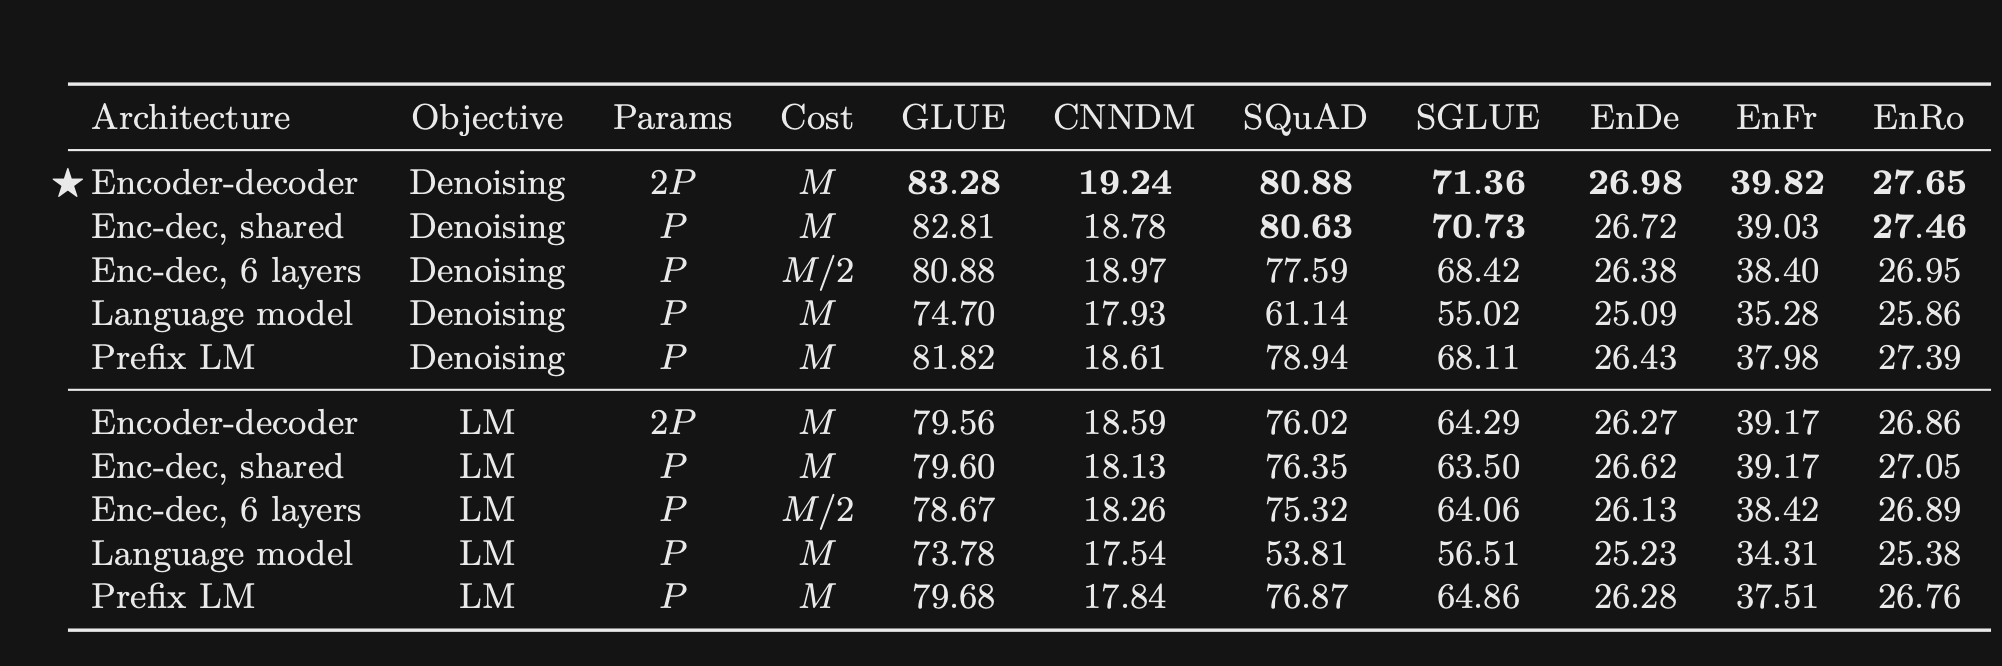 Architecture Objective Params Cost GLUE CNNDM SQuAD SGLUE EnDe EnFr EnRo
★ Encoder-decoder Denoising 2P M 83.28 19.24 80.88 71.36 26.98 39.82 27.65
Enc-dec, shared Denoising P M 82.81 18.78 80.63 70.73 26.72 39.03 27.46
Enc-dec, 6 layers Denoising P M/2 80.88 18.97 77.59 68.42 26.38 38.40 26.95
Language model Denoising P M 74.70 17.93 61.14 55.02 25.09 35.28 25.86
Prefix LM Denoising P M 81.82 18.61 78.94 68.11 26.43 37.98 27.39
Encoder-decoder LM 2P M 79.56 18.59 76.02 64.29 26.27 39.17 26.86
Enc-dec, shared LM P M 79.60 18.13 76.35 63.50 26.62 39.17 27.05
Enc-dec, 6 layers LM P M/2 78.67 18.26 75.32 64.06 26.13 38.42 26.89
Language model LM P M 73.78 17.54 53.81 56.51 25.23 34.31 25.38
Prefix LM LM P M 79.68 17.84 76.87 64.86 26.28 37.51 26.76